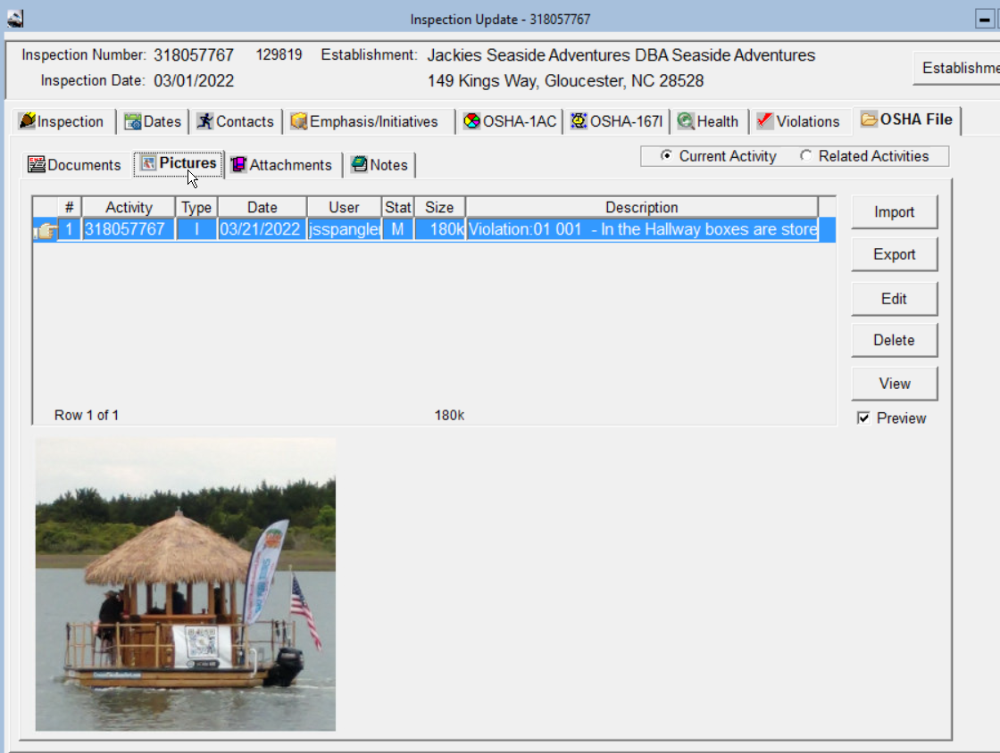 Inspection Update - 318057767
Inspection Number: 318057767 129819 Establishment: Jackies Seaside Adventures DBA Seaside Adventures
Inspection Date: 03/01/2022 149 Kings Way, Gloucester, NC 28528
Establishme
Inspection Dates Contacts Emphasis/Initiatives OSHA-1AC OSHA-167I Health Violations OSHA File
Documents Pictures Attachments Notes Current Activity Related Activities
# Activity Type Date User Stat Size Description
1 318057767 I 03/21/2022 jsspangler M 180k Violation:01 001 - In the Hallway boxes are store
Import
Export
Edit
Delete
View
Row 1 of 1 180k
Preview